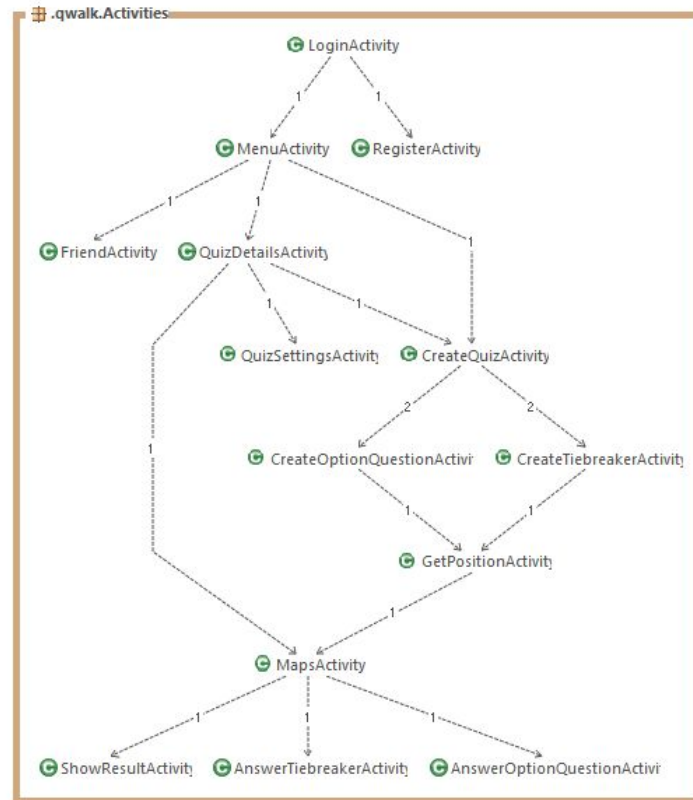 .qwalk.Activities
LoginActivity
1 1
MenuActivity RegisterActivity
1 1
FriendActivity QuizDetailsActivity
1
1 1
QuizSettingsActivity CreateQuizActivity
2 2
1
CreateOptionQuestionActivi CreateTiebreakerActivity
1 1
GetPositionActivity
1
MapsActivity
1 1 1
ShowResultActivity AnswerTiebreakerActivity AnswerOptionQuestionActivi